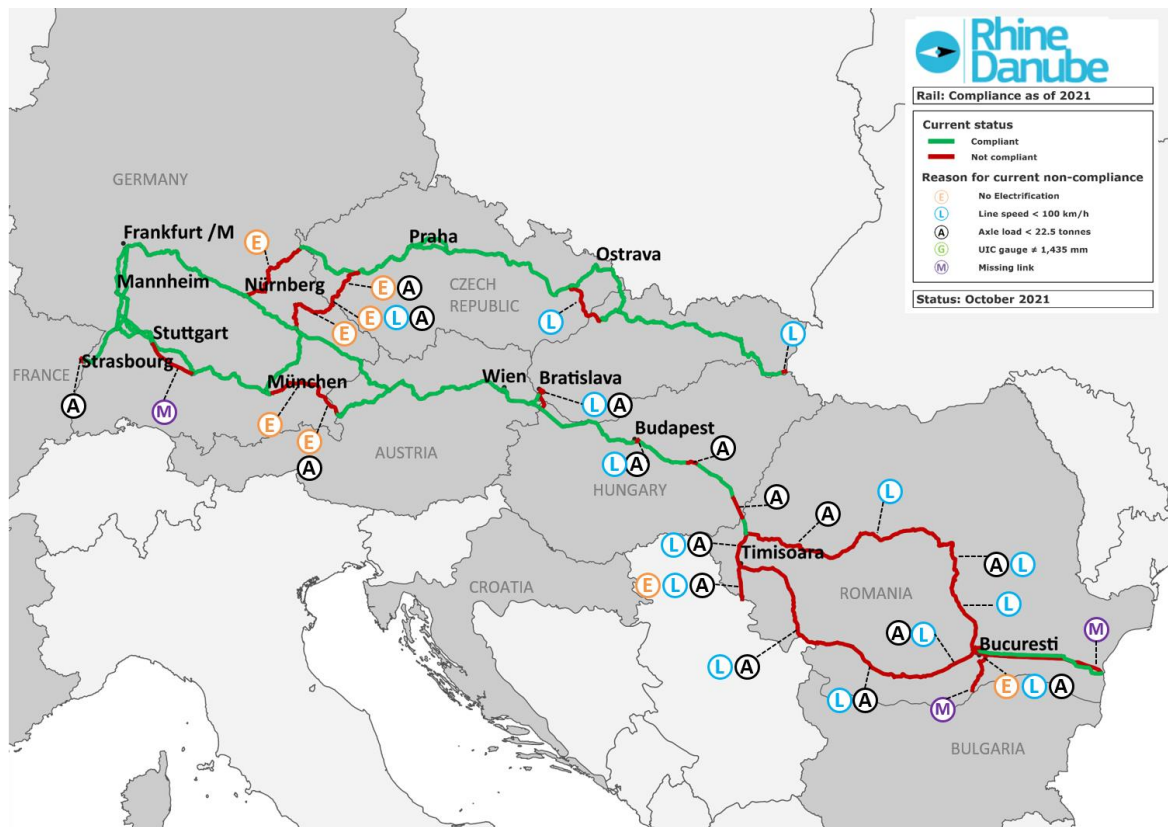 Rhine
Danube
Rail: Compliance as of 2021
Current status
Compliant
Not compliant
Reason for current non-compliance
E No Electrification
L Line speed < 100 km/h
A Axle load < 22.5 tonnes
G UIC gauge ≠ 1,435 mm
M Missing link
Status: October 2021
GERMANY
Frankfurt /M
E
Praha
Ostrava
Mannheim
Nürnberg
CZECH
REPUBLIC
E A
E L A
E
L
L
Stuttgart
Strasbourg
FRANCE
München
Wien
Bratislava
A
M
E
E
A
L A
AUSTRIA
Budapest
L A
A
HUNGARY
A
A
L
L A
Timisoara
A L
CROATIA
E L A
ROMANIA
L
A L
Bucuresti
M
L A
L A
M
E L A
BULGARIA